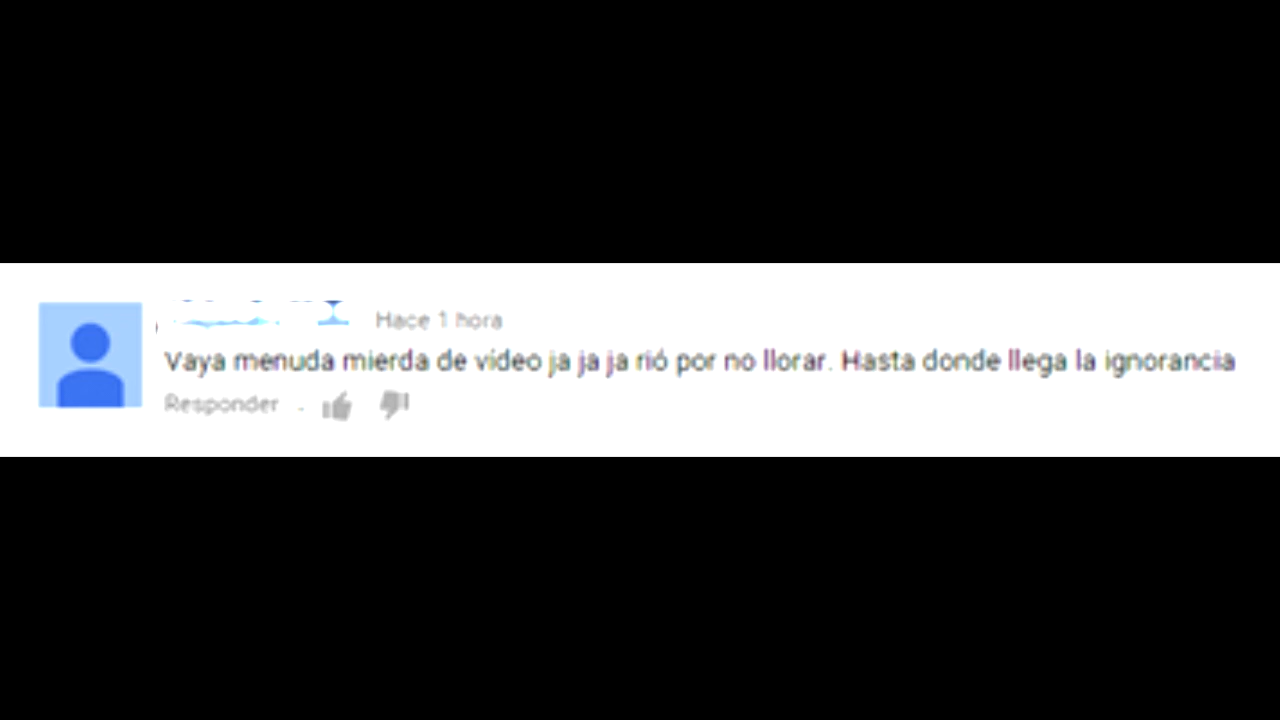 Hace 1 hora
Vaya menuda mierda de vídeo ja ja ja rió por no llorar. Hasta donde llega la ignorancia
Responder